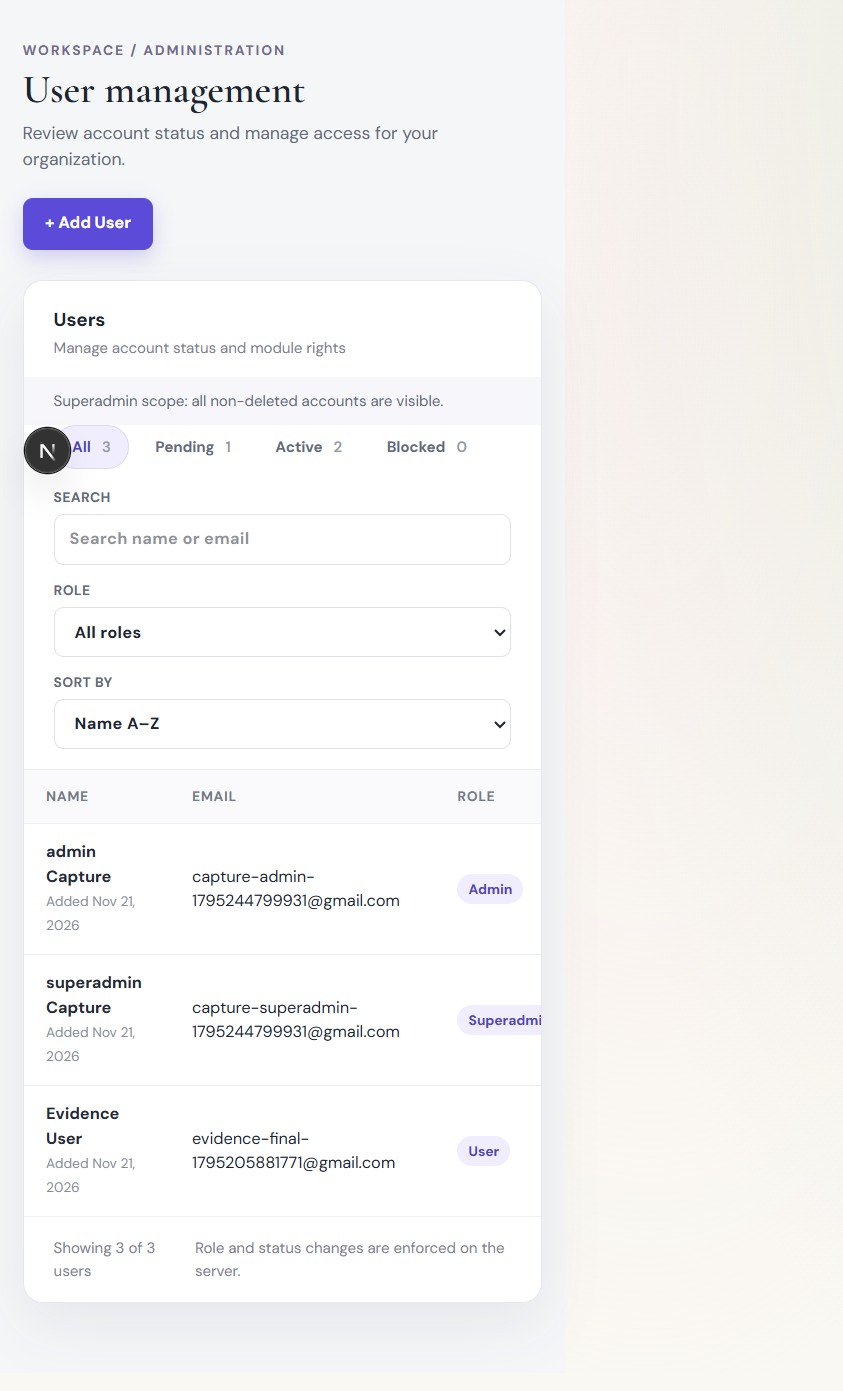 WORKSPACE / ADMINISTRATION
User management
Review account status and manage access for your
organization.
+ Add User
Users
Manage account status and module rights
Superadmin scope: all non-deleted accounts are visible.
N
All 3 Pending 1 Active 2 Blocked 0
SEARCH
Search name or email
ROLE
All roles
SORT BY
Name A–Z
NAME EMAIL ROLE
admin
Capture
Added Nov 21,
2026
capture-admin-
1795244799931@gmail.com
Admin
superadmin
Capture
Added Nov 21,
2026
capture-superadmin-
1795244799931@gmail.com
Superadmi
Evidence
User
Added Nov 21,
2026
evidence-final-
1795205881771@gmail.com
User
Showing 3 of 3
users
Role and status changes are enforced on the
server.